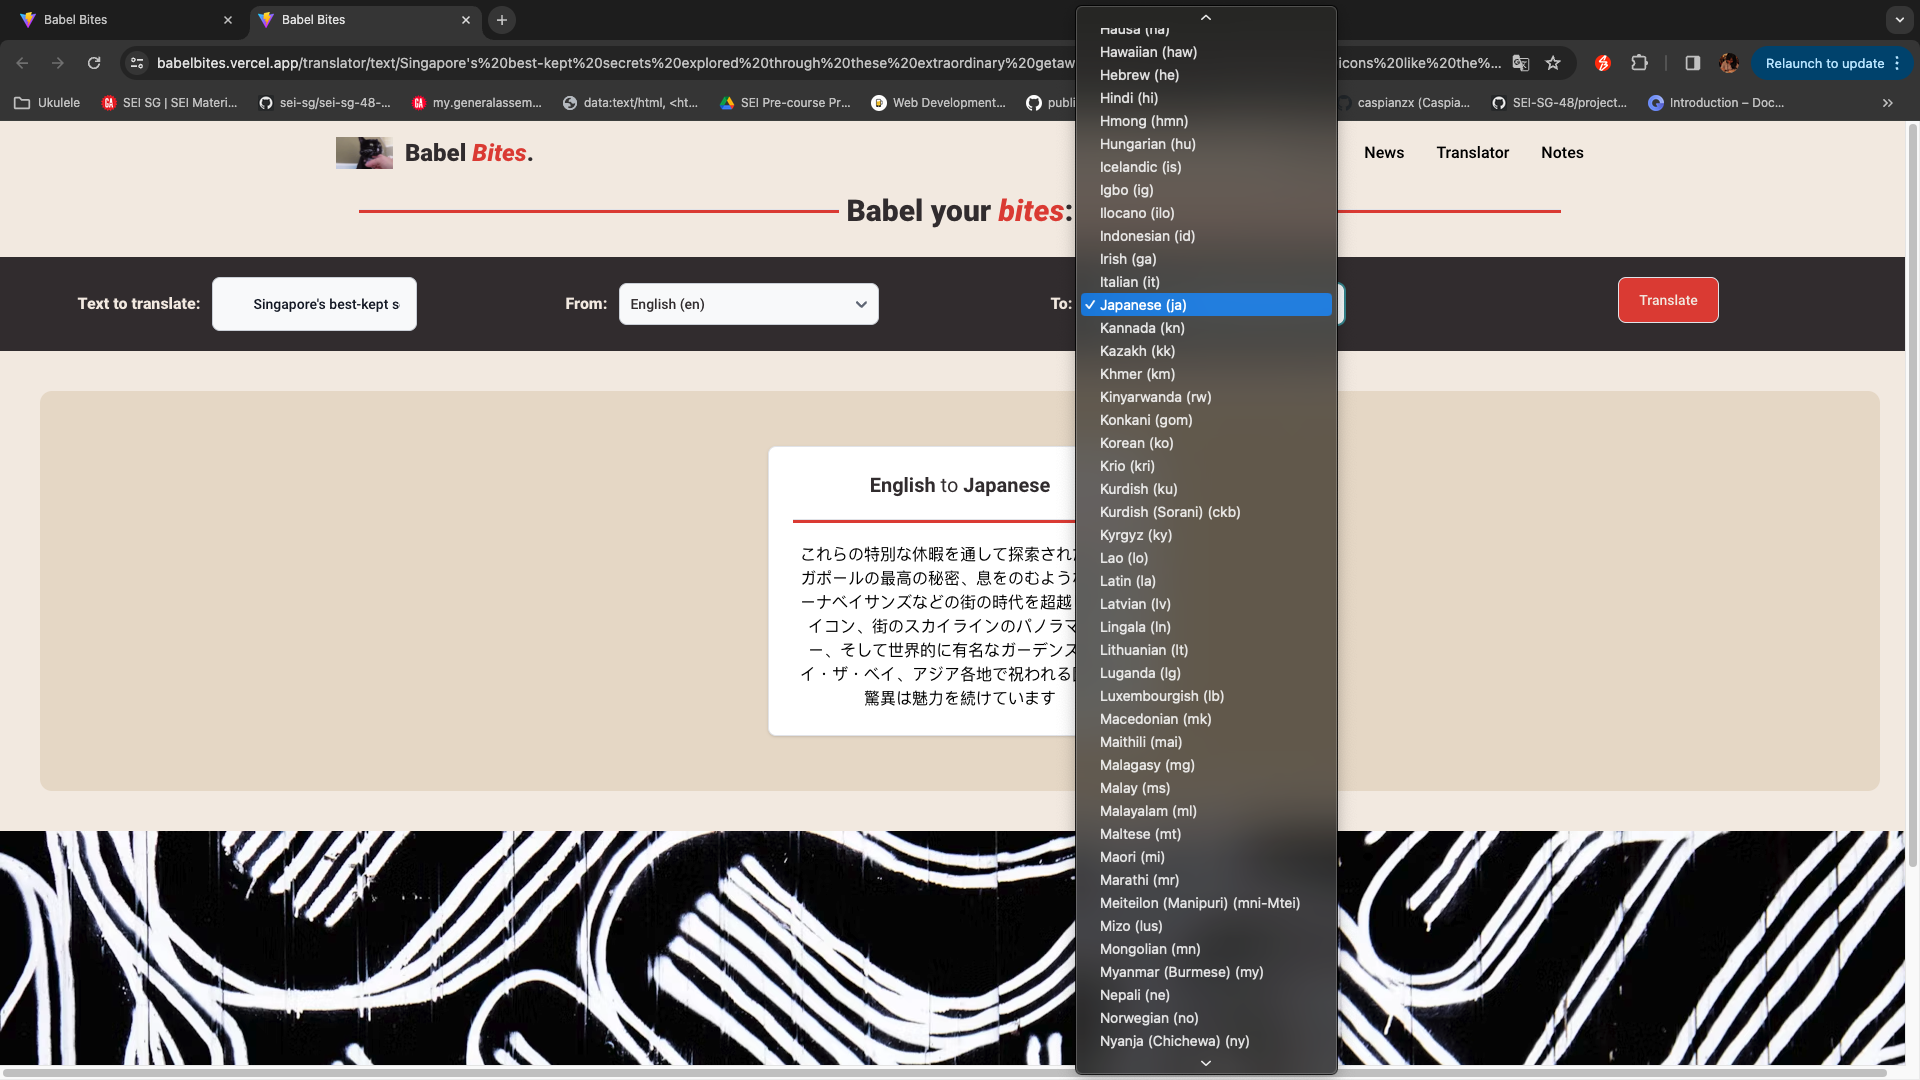 Babel Bites
Babel Bites
babelbites.vercel.app/translator/text/Singapore's%20best-kept%20secrets%20explored%20through%20these%20extraordinary%20getaw
icons%20like%20the%...
Relaunch to update
Ukulele
SEI SG | SEI Materi...
sei-sg/sei-sg-48-...
my.generalassem...
data:text/html, <ht...
SEI Pre-course Pr...
Web Development...
publi
caspianzx (Caspia...
SEI-SG-48/project...
Introduction – Doc...
Babel Bites.
News
Translator
Notes
Babel your bites:
Text to translate:
Singapore's best-kept s
From:
English (en)
To:
Translate
English to Japanese
これらの特別な休暇を通して探索され
ガポールの最高の秘密、息をのむよう
ーナベイサンズなどの街の時代を超越
イコン、街のスカイラインのパノラマ
ー、そして世界的に有名なガーデンズ
イ・ザ・ベイ、アジア各地で祝われる
驚異は魅力を続けています
Hausa (ha)
Hawaiian (haw)
Hebrew (he)
Hindi (hi)
Hmong (hmn)
Hungarian (hu)
Icelandic (is)
Igbo (ig)
Ilocano (ilo)
Indonesian (id)
Irish (ga)
Italian (it)
Japanese (ja)
Kannada (kn)
Kazakh (kk)
Khmer (km)
Kinyarwanda (rw)
Konkani (gom)
Korean (ko)
Krio (kri)
Kurdish (ku)
Kurdish (Sorani) (ckb)
Kyrgyz (ky)
Lao (lo)
Latin (la)
Latvian (lv)
Lingala (ln)
Lithuanian (lt)
Luganda (lg)
Luxembourgish (lb)
Macedonian (mk)
Maithili (mai)
Malagasy (mg)
Malay (ms)
Malayalam (ml)
Maltese (mt)
Maori (mi)
Marathi (mr)
Meiteilon (Manipuri) (mni-Mtei)
Mizo (lus)
Mongolian (mn)
Myanmar (Burmese) (my)
Nepali (ne)
Norwegian (no)
Nyanja (Chichewa) (ny)